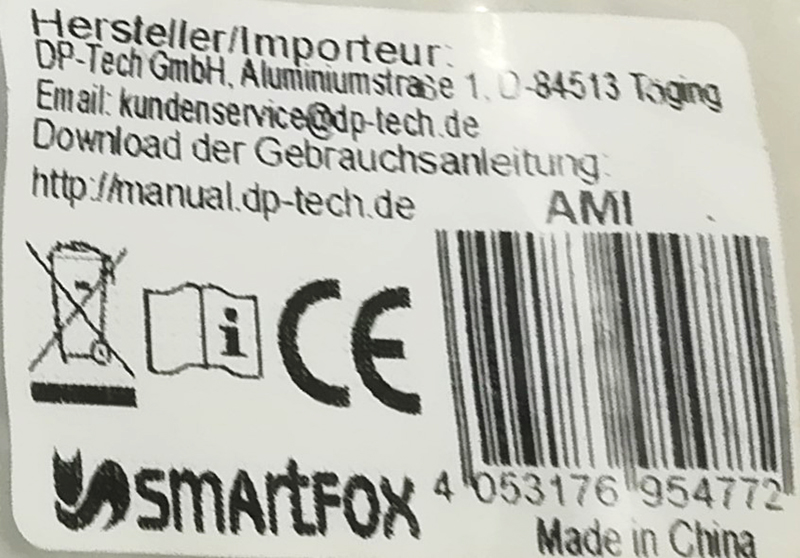 Hersteller/Importeur:
DP-Tech GmbH, Aluminiumstraße 1, D-84513 Töging
Email: kundenservice@dp-tech.de
Download der Gebrauchsanleitung:
http://manual.dp-tech.de
AMI
i
CE
smartfox
4 053176 954772
Made in China